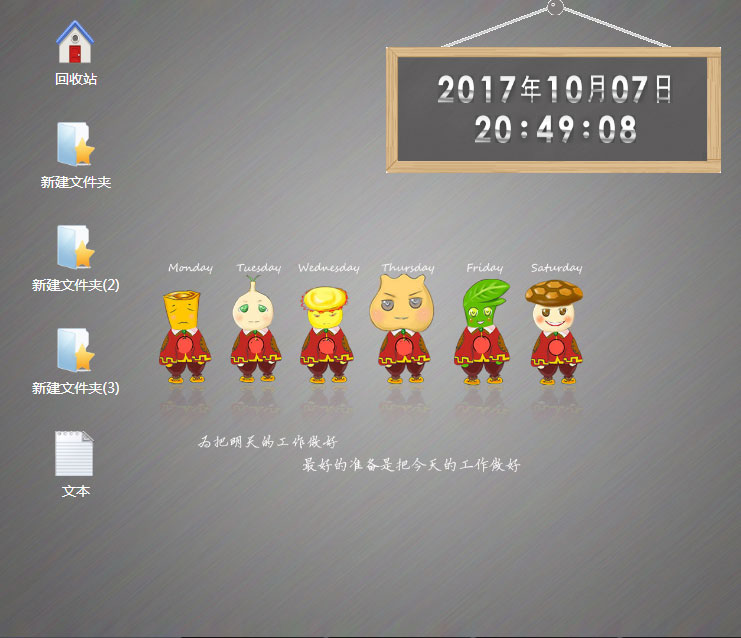 回收站
新建文件夹
新建文件夹(2)
新建文件夹(3)
文本
2017年10月07日
20:49:08
Monday Tuesday Wednesday Thursday Friday Saturday
为把明天的工作做好
最好的准备是把今天的工作做好